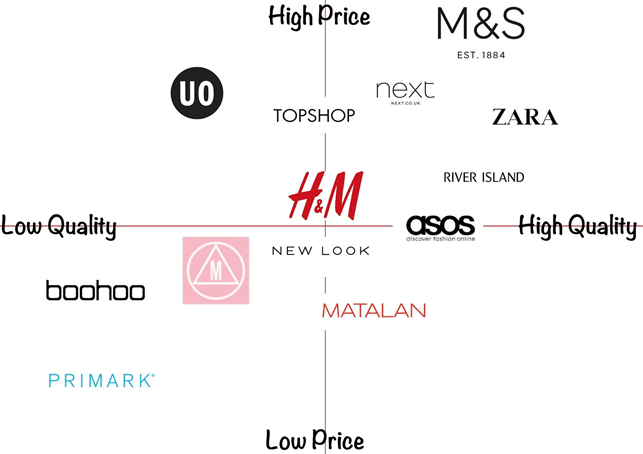 High Price
M&S
EST. 1884
UO
next
NEXT.CO.UK
TOPSHOP
ZARA
H&M
RIVER ISLAND
Low Quality
asos
discover fashion online
High Quality
NEW LOOK
M
boohoo
MATALAN
PRIMARK®
Low Price